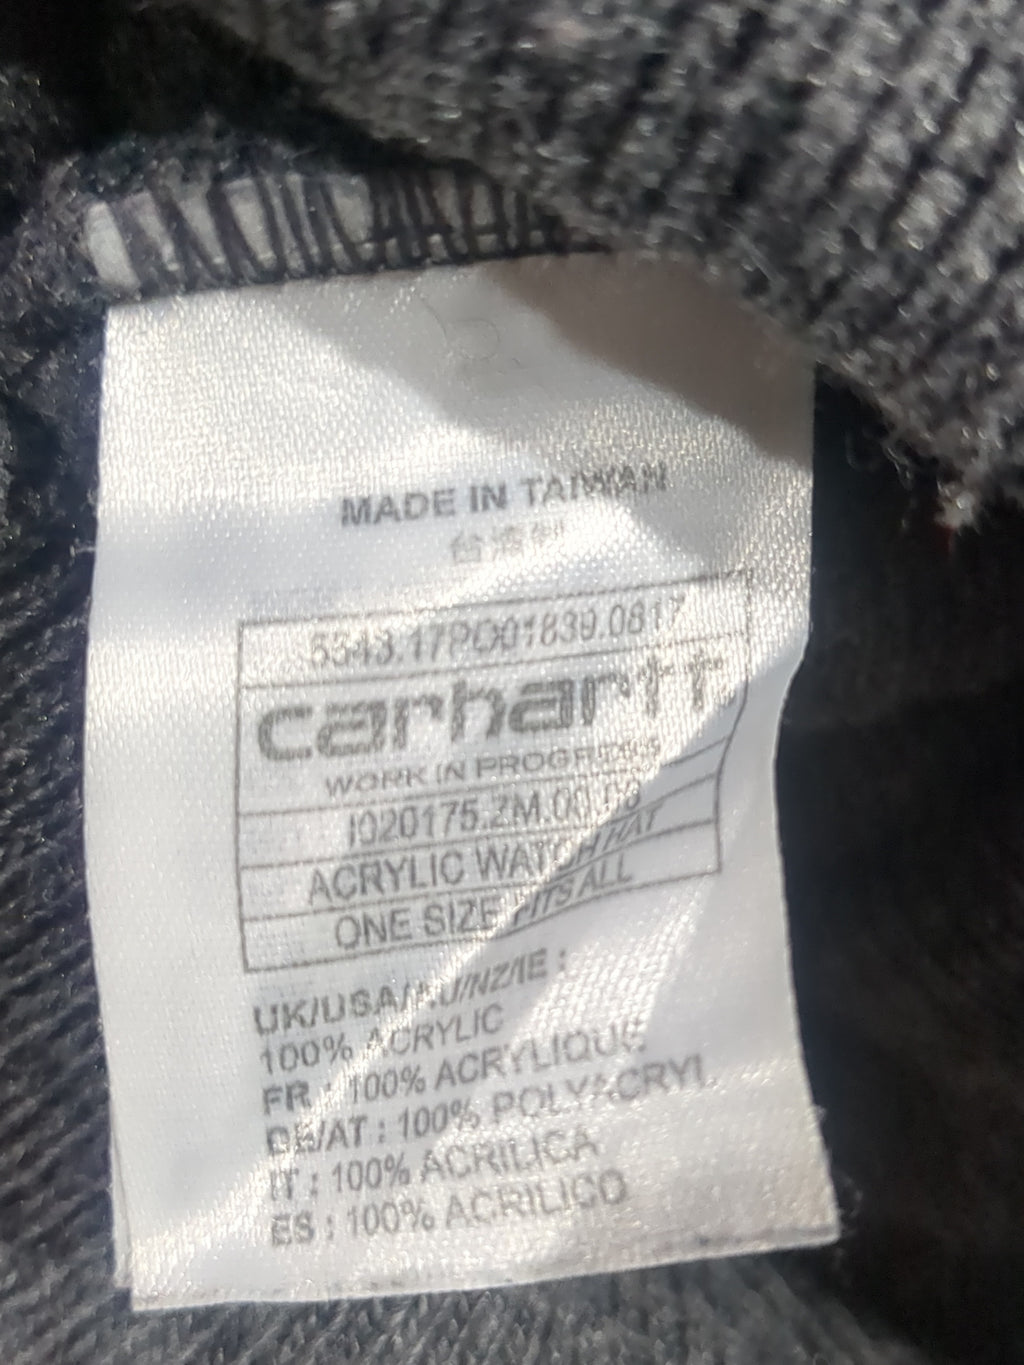 MADE IN TAIWAN
台灣製
5343.17PO01839.0817
carhartt
WORK IN PROGRESS
I020175.ZM.00.06
ACRYLIC WATCH HAT
ONE SIZE FITS ALL
UK/USA/AU/NZ/IE :
100% ACRYLIC
FR : 100% ACRYLIQUE
DE/AT : 100% POLYACRYL
IT : 100% ACRILICA
ES : 100% ACRILICO